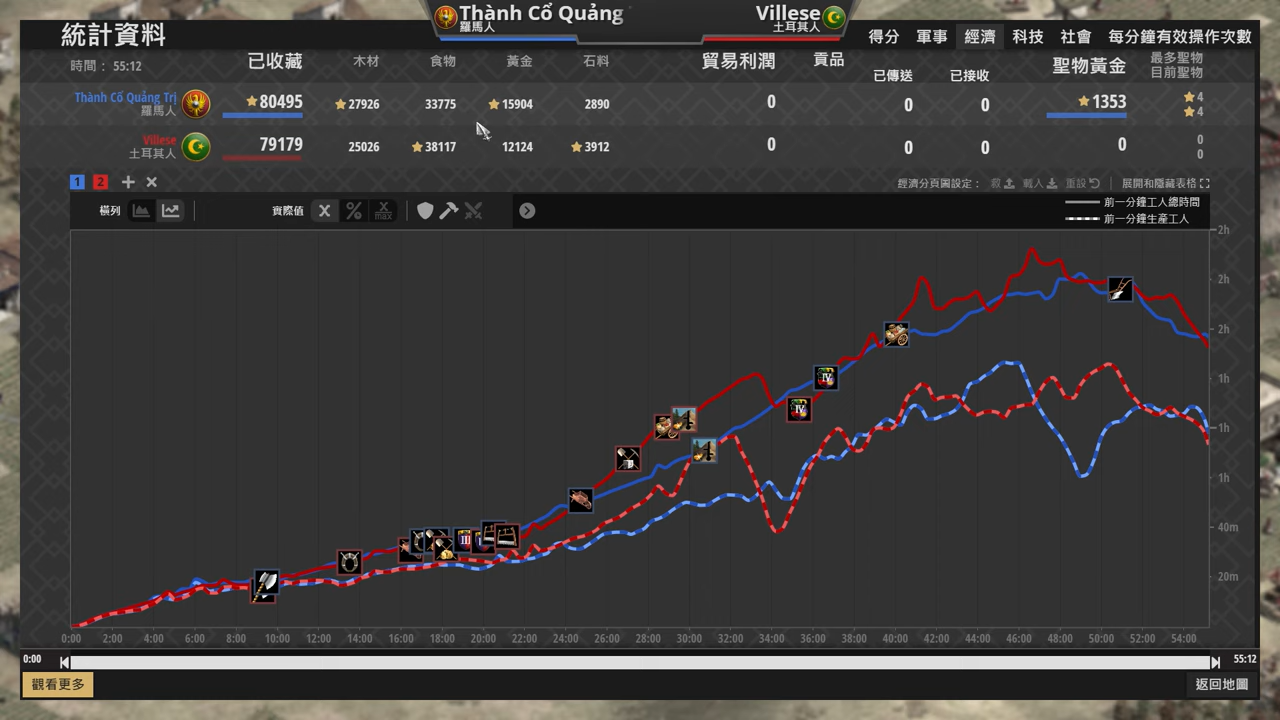 Thành Cổ Quảng
羅馬人
Villese
土耳其人
統計資料
得分 軍事 經濟 科技 社會 每分鐘有效操作次數
時間： 55:12
已收藏 木材 食物 黃金 石料 貿易利潤 貢品 已傳送 已接收 聖物黃金 最多聖物
目前聖物
Thành Cổ Quảng Trị
羅馬人
80495 27926 33775 15904 2890 0 0 0 1353 4
4
Villese
土耳其人
79179 25026 38117 12124 3912 0 0 0 0 0
0
1 2
經濟分頁圖設定： 載入 重設 展開和隱藏表格
橫列 實際值 X % X max
前一分鐘工人總時間
前一分鐘生產工人
2h
2h
2h
1h
1h
1h
40m
20m
III
IV
IV
0:00 2:00 4:00 6:00 8:00 10:00 12:00 14:00 16:00 18:00 20:00 22:00 24:00 26:00 28:00 30:00 32:00 34:00 36:00 38:00 40:00 42:00 44:00 46:00 48:00 50:00 52:00 54:00
0:00 55:12
觀看更多 返回地圖